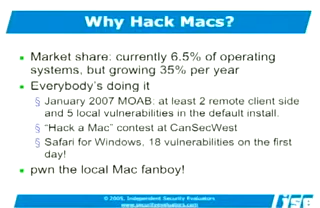 Why Hack Macs?
Market share: currently 6.5% of operating
systems, but growing 35% per year
Everybody's doing it
§ January 2007 MOAB: at least 2 remote client side
and 5 local vulnerabilities in the default install.
§ "Hack a Mac" contest at CanSecWest
§ Safari for Windows, 18 vulnerabilities on the first
day!
pwn the local Mac fanboy!
© 2005, Independent Security Evaluators
www.securityevaluators.com
ise